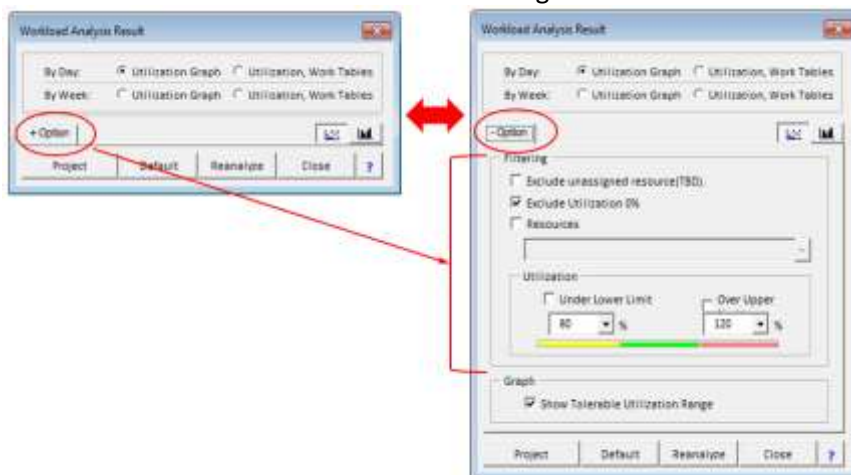 Workload Analysis Result
By Day: Utilization Graph Utilization, Work Tables
By Week: Utilization Graph Utilization, Work Tables
+ Option
Project Default Reanalyze Close ?
Workload Analysis Result
By Day: Utilization Graph Utilization, Work Tables
By Week: Utilization Graph Utilization, Work Tables
- Option
Filtering
Exclude unassigned resource(TBD)
Exclude Utilization 0%
Resources
Utilization
Under Lower Limit Over Upper
80 % 120 %
Graph
Show Tolerable Utilization Range
Project Default Reanalyze Close ?